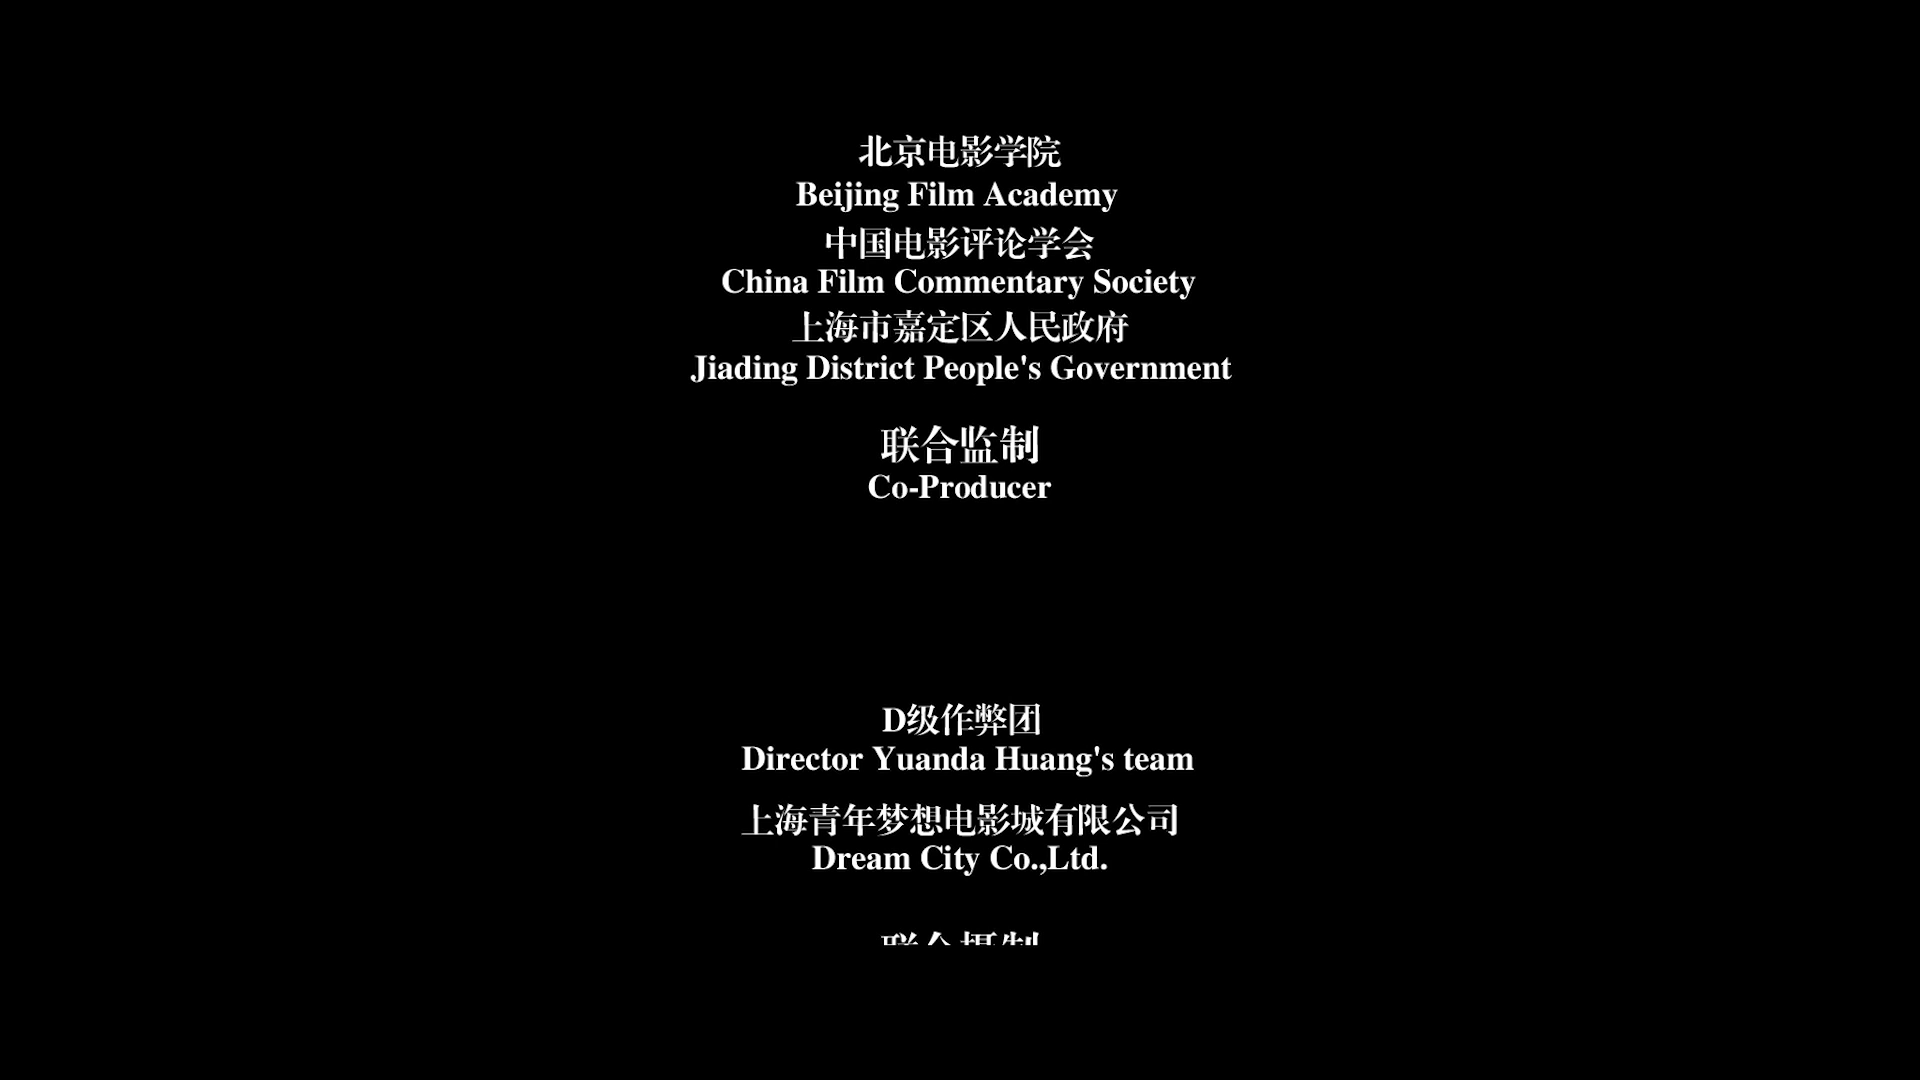 北京电影学院
Beijing Film Academy
中国电影评论学会
China Film Commentary Society
上海市嘉定区人民政府
Jiading District People's Government
联合监制
Co-Producer
D级作弊团
Director Yuanda Huang's team
上海青年梦想电影城有限公司
Dream City Co.,Ltd.